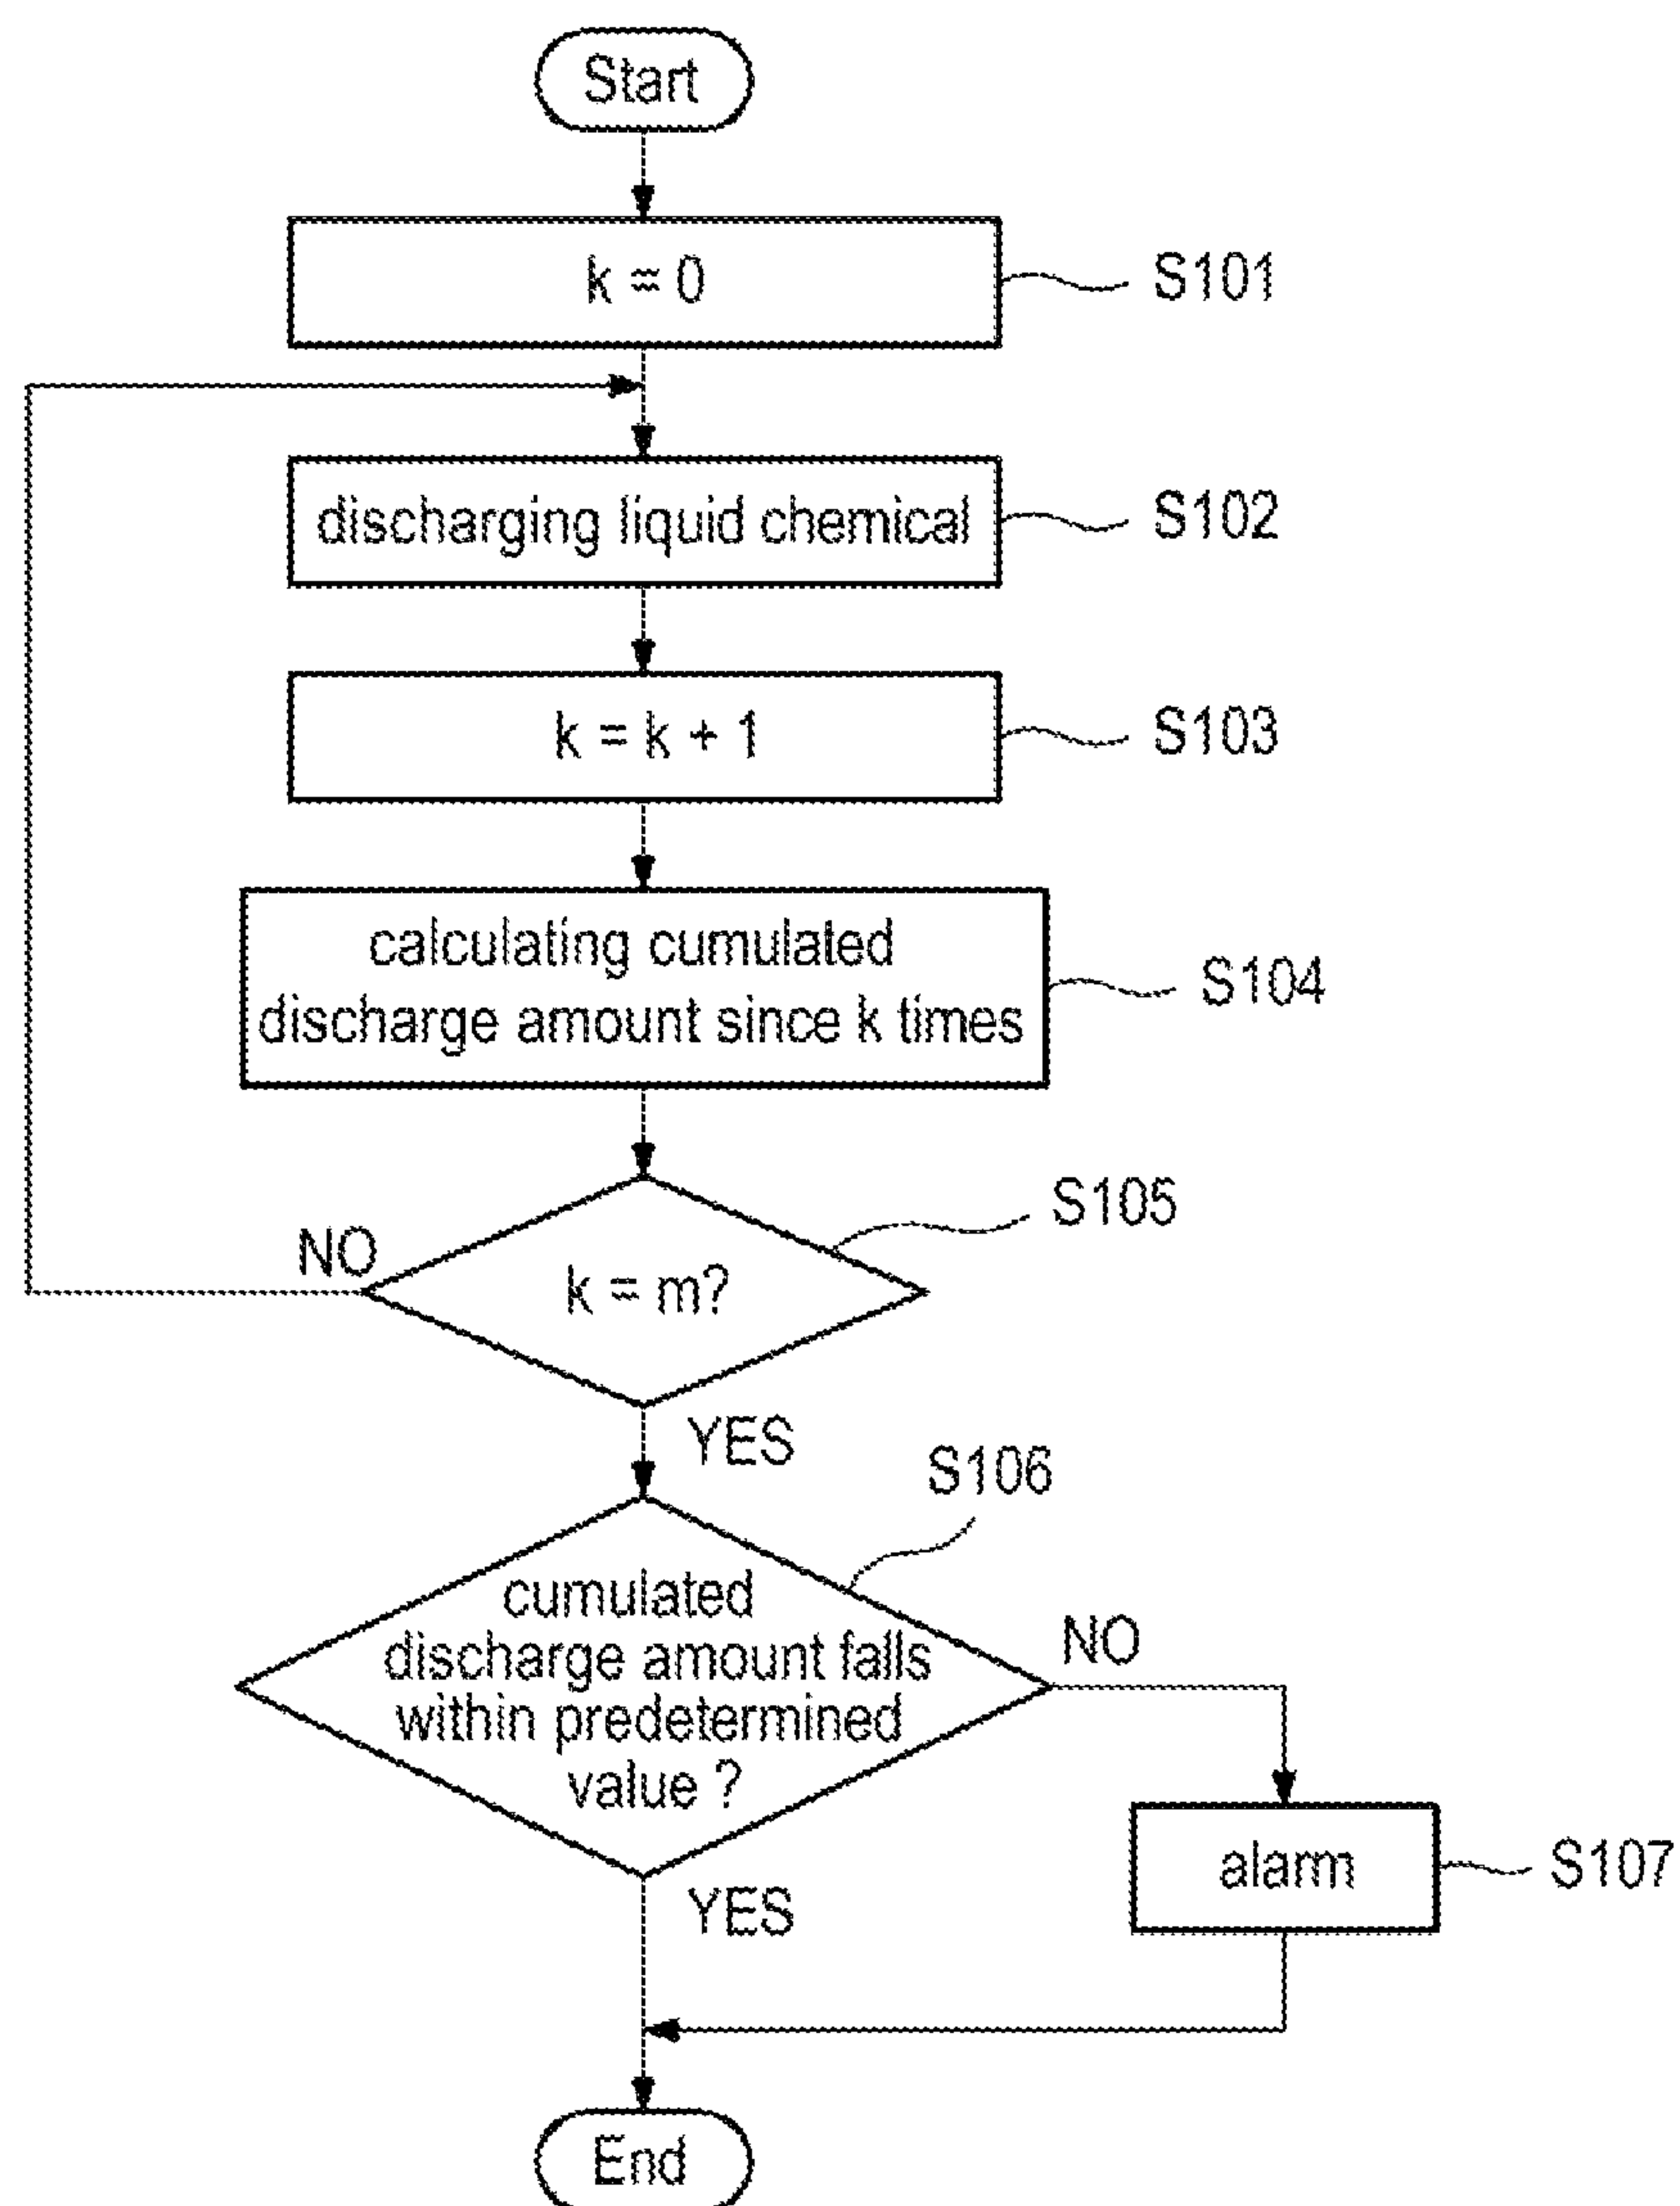 Start
k = 0
S101
discharging liquid chemical
S102
k = k + 1
S103
calculating cumulated
discharge amount since k times
S104
S105
NO
k = m?
YES
S106
cumulated
discharge amount falls
within predetermined
value ?
NO
alarm
S107
YES
End